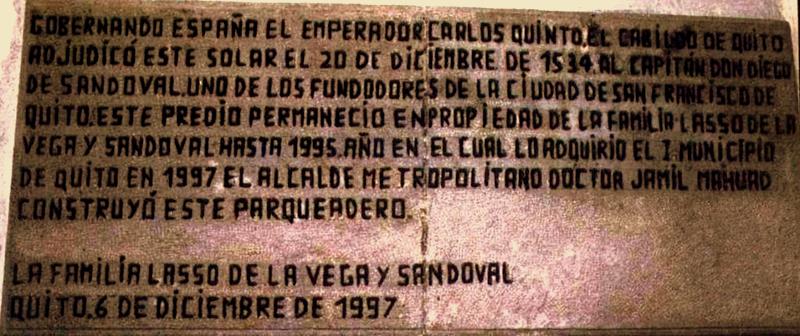 GOBERNANDO ESPAÑA EL EMPERADOR CARLOS QUINTO, EL CABILDO DE QUITO
ADJUDICÓ ESTE SOLAR EL 20 DE DICIEMBRE DE 1534. AL CAPITÁN DON DIEGO
DE SANDOVAL. UNO DE LOS FUNDODORES DE LA CIUDAD DE SAN FRANCISCO DE
QUITO. ESTE PREDIO PERMANECIO EN PROPIEDAD DE LA FAMILIA LASSO DE LA
VEGA Y SANDOVAL HASTA 1995. AÑO EN EL CUAL LO ADQUIRIO EL I. MUNICIPIO
DE QUITO EN 1997 EL ALCALDE METROPOLITANO DOCTOR JAMIL MAHUAD
CONSTRUYÓ ESTE PARQUEADERO.
LA FAMILÍA LASSO DE LA VEGA Y SANDOVAL
QUITO, 6 DE DICIEMBRE DE 1997